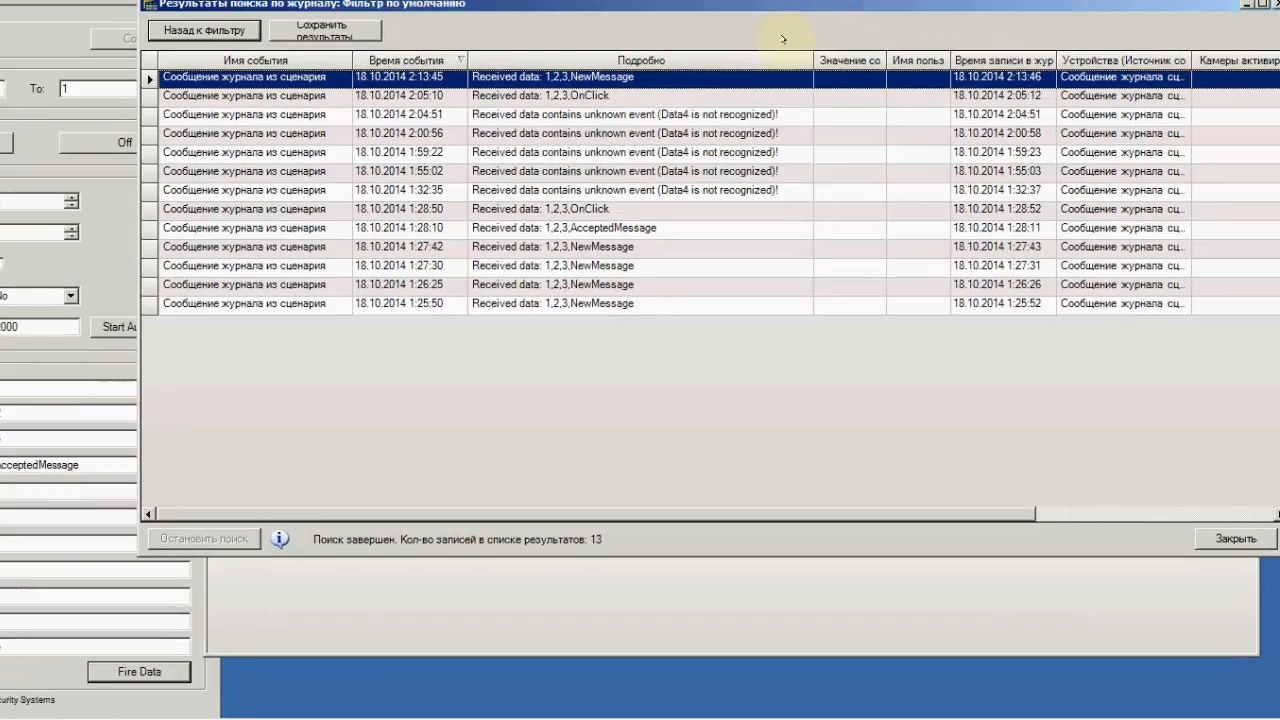 Результаты поиска по журналу: Фильтр по умолчанию
Назад к фильтру
Сохранить
результаты
Co
To: 1
Off
Имя события Время события Подробно Значение со Имя польз Время записи в жур Устройства (Источник со Камеры активир
Сообщение журнала из сценария 18.10.2014 2:13:45 Received data: 1,2,3,NewMessage 18.10.2014 2:13:46 Сообщение журнала сц...
Сообщение журнала из сценария 18.10.2014 2:05:10 Received data: 1,2,3,OnClick 18.10.2014 2:05:12 Сообщение журнала сц...
Сообщение журнала из сценария 18.10.2014 2:04:51 Received data contains unknown event (Data4 is not recognized)! 18.10.2014 2:04:51 Сообщение журнала сц...
Сообщение журнала из сценария 18.10.2014 2:00:56 Received data contains unknown event (Data4 is not recognized)! 18.10.2014 2:00:58 Сообщение журнала сц...
Сообщение журнала из сценария 18.10.2014 1:59:22 Received data contains unknown event (Data4 is not recognized)! 18.10.2014 1:59:23 Сообщение журнала сц...
Сообщение журнала из сценария 18.10.2014 1:55:02 Received data contains unknown event (Data4 is not recognized)! 18.10.2014 1:55:03 Сообщение журнала сц...
Сообщение журнала из сценария 18.10.2014 1:32:35 Received data contains unknown event (Data4 is not recognized)! 18.10.2014 1:32:37 Сообщение журнала сц...
Сообщение журнала из сценария 18.10.2014 1:28:50 Received data: 1,2,3,OnClick 18.10.2014 1:28:52 Сообщение журнала сц...
Сообщение журнала из сценария 18.10.2014 1:28:10 Received data: 1,2,3,AcceptedMessage 18.10.2014 1:28:11 Сообщение журнала сц...
Сообщение журнала из сценария 18.10.2014 1:27:42 Received data: 1,2,3,NewMessage 18.10.2014 1:27:43 Сообщение журнала сц...
Сообщение журнала из сценария 18.10.2014 1:27:30 Received data: 1,2,3,NewMessage 18.10.2014 1:27:31 Сообщение журнала сц...
Сообщение журнала из сценария 18.10.2014 1:26:25 Received data: 1,2,3,NewMessage 18.10.2014 1:26:26 Сообщение журнала сц...
Сообщение журнала из сценария 18.10.2014 1:25:50 Received data: 1,2,3,NewMessage 18.10.2014 1:25:52 Сообщение журнала сц...
No
000 Start Au
cceptedMessage
Остановить поиск
Поиск завершен. Кол-во записей в списке результатов: 13
Закрыть
Fire Data
curity Systems